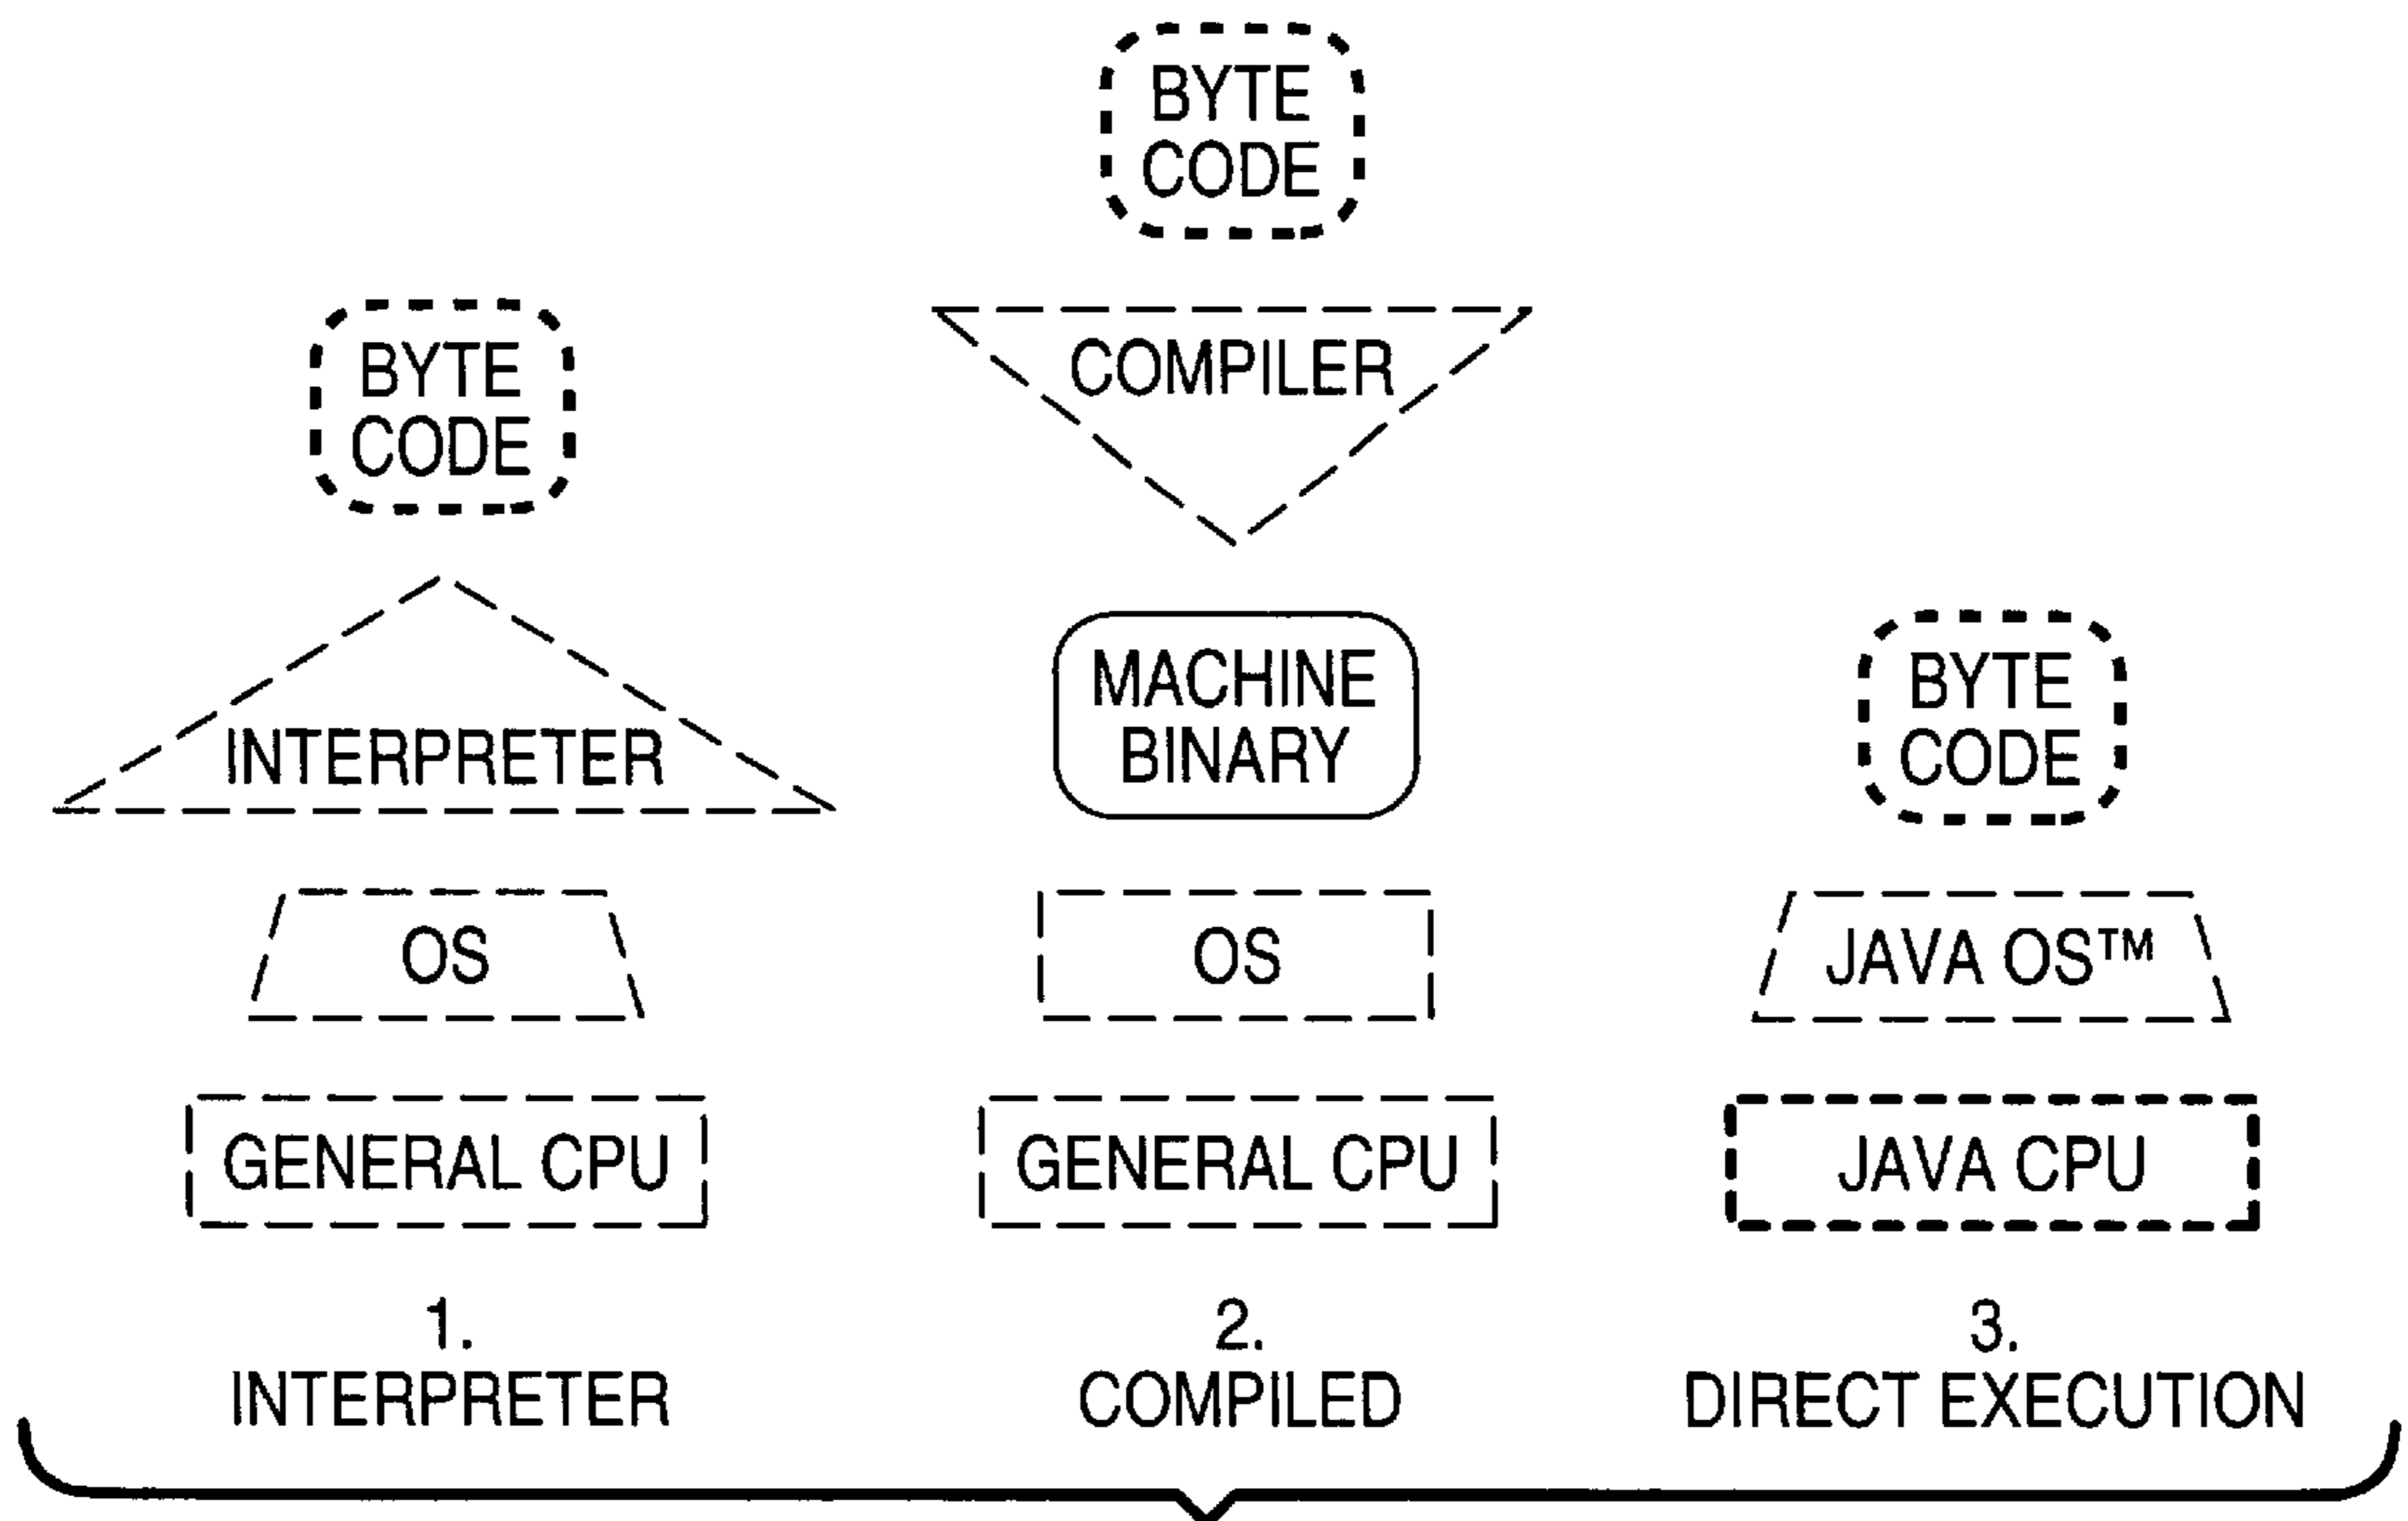 BYTE
CODE
COMPILER
BYTE
CODE
INTERPRETER
MACHINE
BINARY
BYTE
CODE
OS
OS
JAVA OS™
GENERAL CPU
GENERAL CPU
JAVA CPU
1.
INTERPRETER
2.
COMPILED
3.
DIRECT EXECUTION